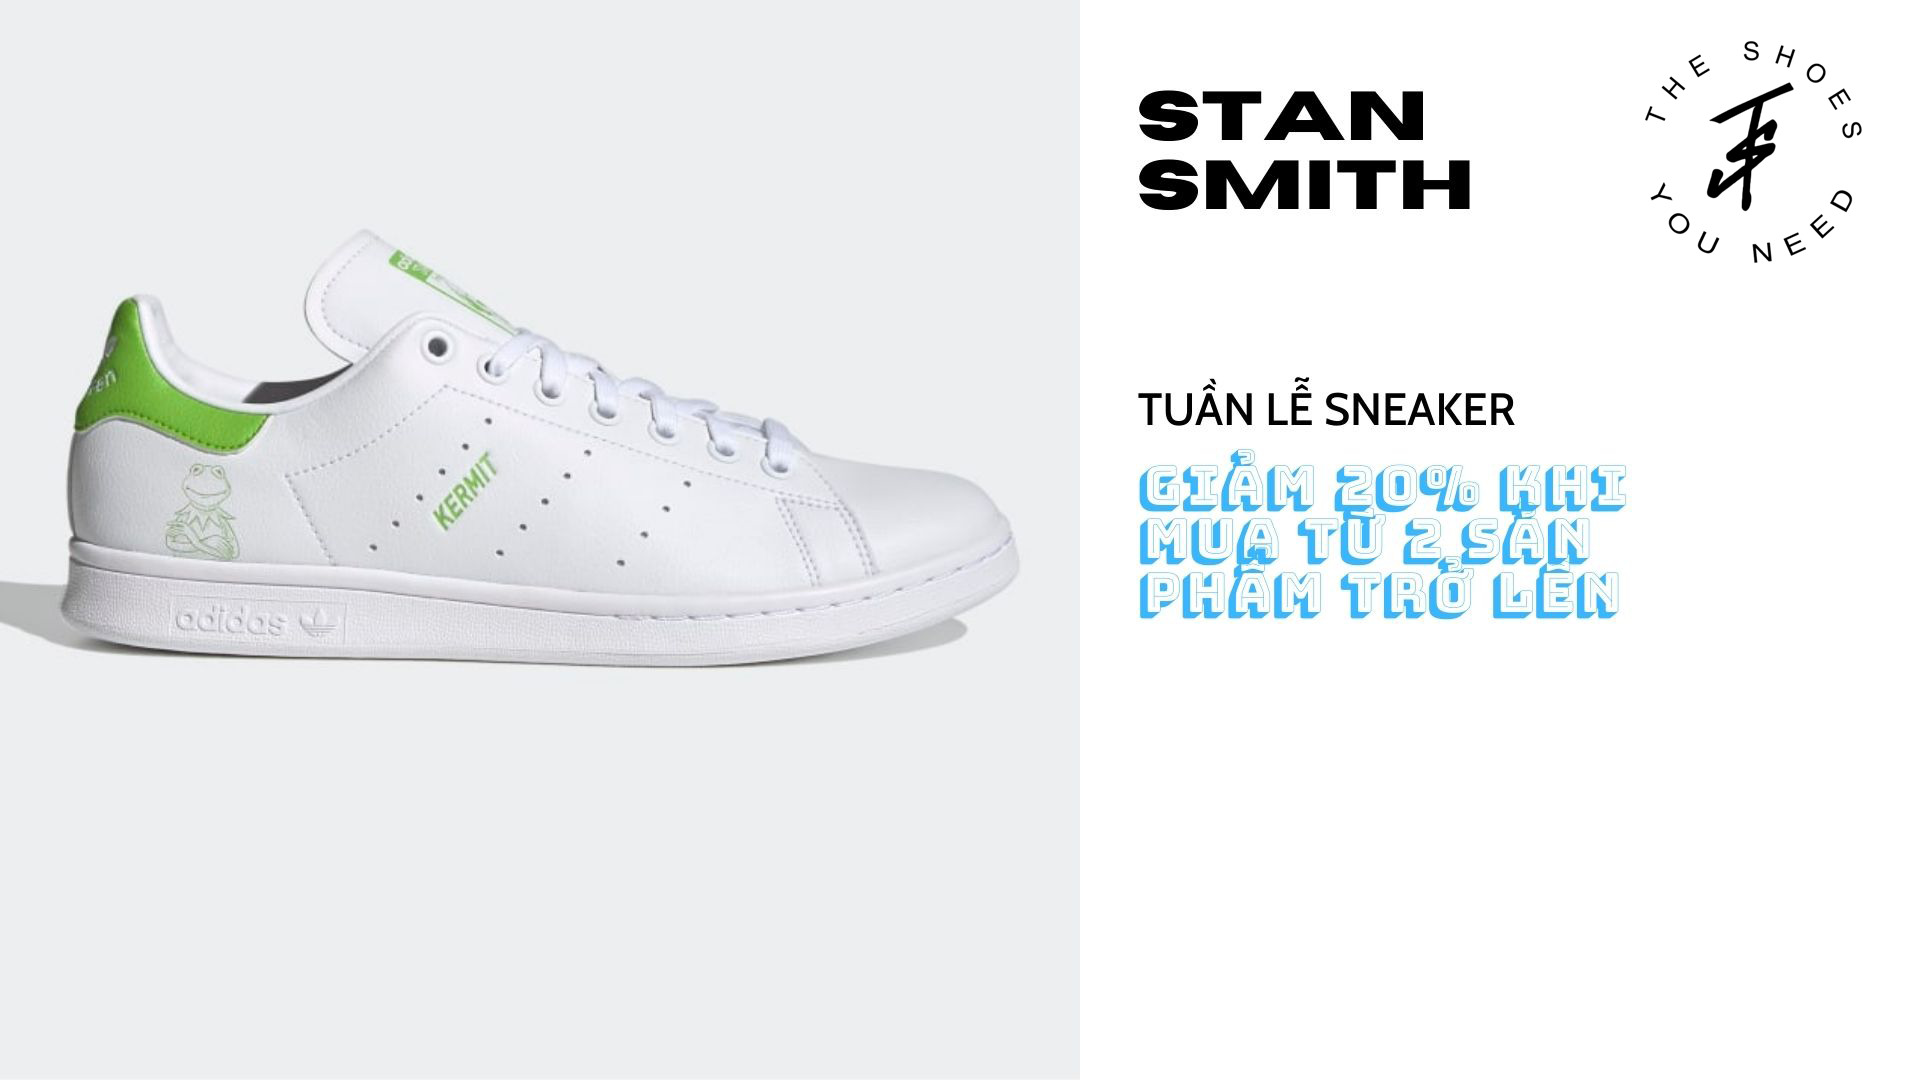 STAN
SMITH
THE SHOES
YOU NEED
TUẦN LỄ SNEAKER
GIẢM 20% KHI
MUA TỪ 2 SẢN
PHẨM TRỞ LÊN
KERMIT
adidas